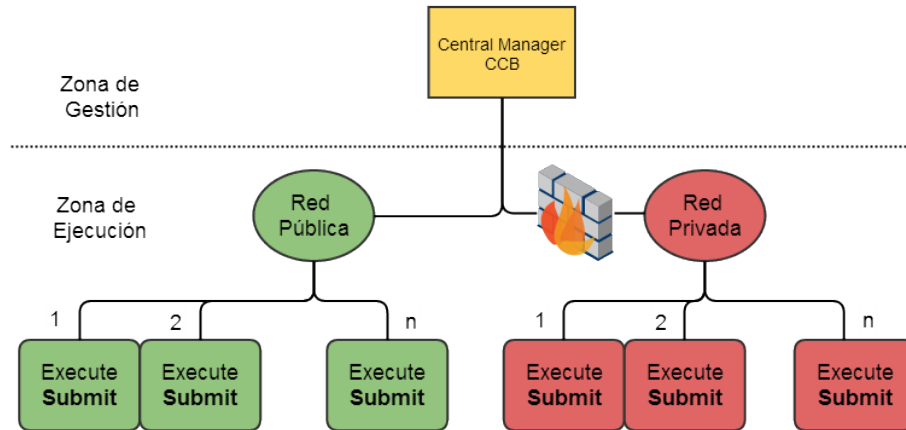 Central Manager
CCB
Zona de
Gestión
Zona de
Ejecución
Red
Pública
Red
Privada
1
2
n
1
2
n
Execute
Submit
Execute
Submit
Execute
Submit
Execute
Submit
Execute
Submit
Execute
Submit